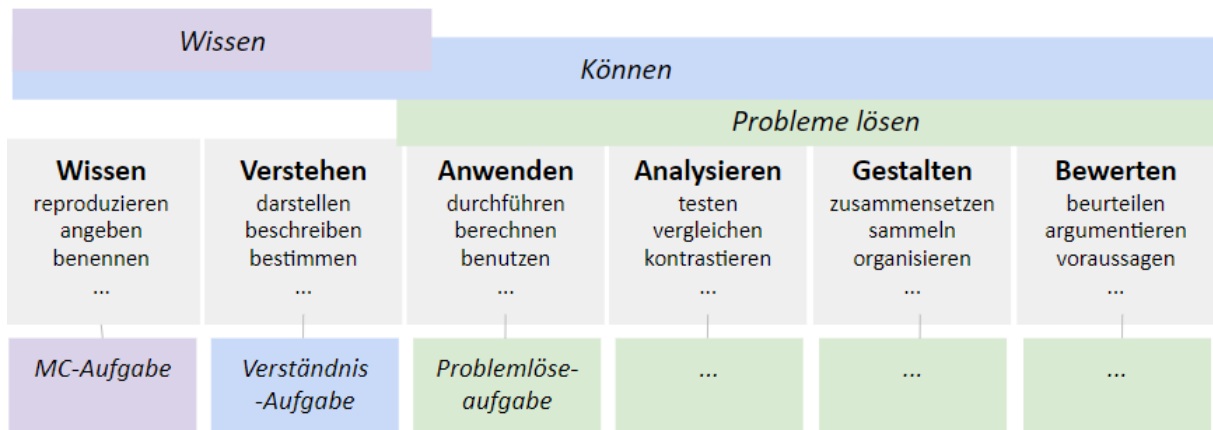 Wissen
Können
Probleme lösen
Wissen
reproduzieren
angeben
benennen
...
Verstehen
darstellen
beschreiben
bestimmen
...
Anwenden
durchführen
berechnen
benutzen
...
Analysieren
testen
vergleichen
kontrastieren
...
Gestalten
zusammensetzen
sammeln
organisieren
...
Bewerten
beurteilen
argumentieren
voraussagen
...
MC-Aufgabe
Verständnis
-Aufgabe
Problemlöse-
aufgabe
...
...
...